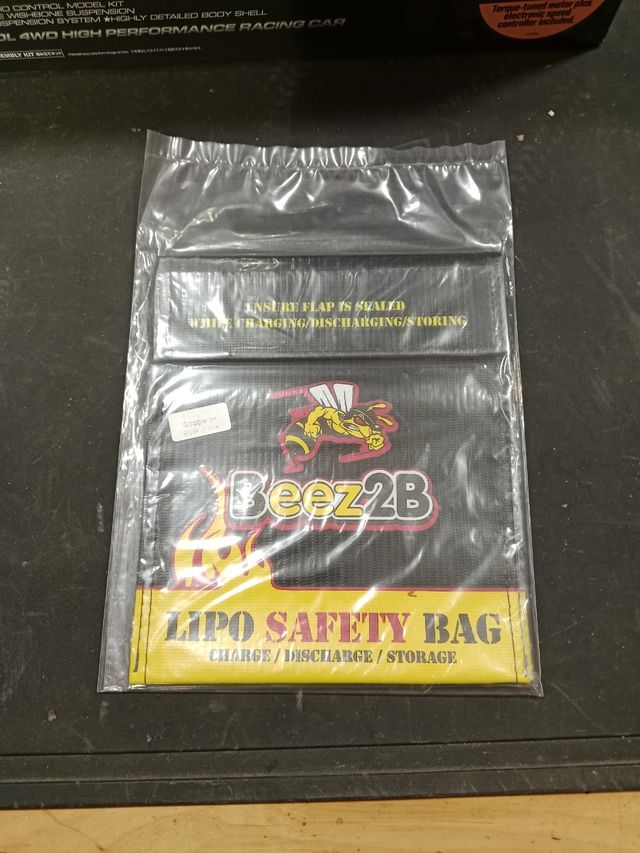 CONTROL MODEL KIT
WISHBONE SUSPENSION
SUSPENSION SYSTEM ★HIGHLY DETAILED BODY SHELL
4WD HIGH PERFORMANCE RACING CAR
Torque-tuned motor plus
electronic speed
controller included.
ENSURE FLAP IS SEALED
WHILE CHARGING/DISCHARGING/STORING
Google
Beez2B
LIPO SAFETY BAG
CHARGE / DISCHARGE / STORAGE